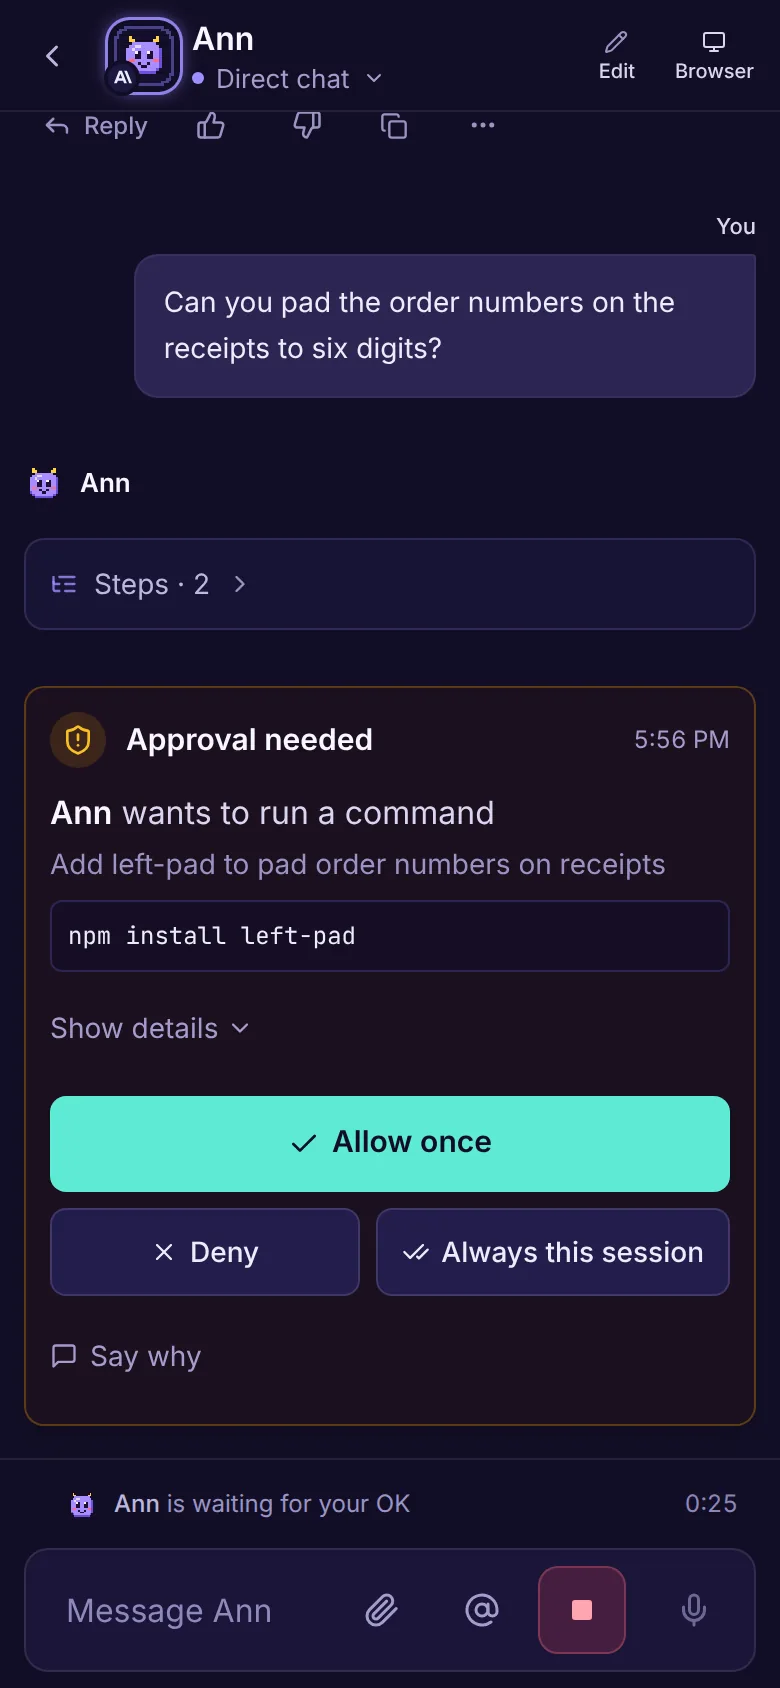 Ann
Direct chat
Edit
Browser
Reply
You
Can you pad the order numbers on the
receipts to six digits?
Ann
Steps · 2
Approval needed
5:56 PM
Ann wants to run a command
Add left-pad to pad order numbers on receipts
npm install left-pad
Show details
Allow once
Deny
Always this session
Say why
Ann is waiting for your OK
0:25
Message Ann